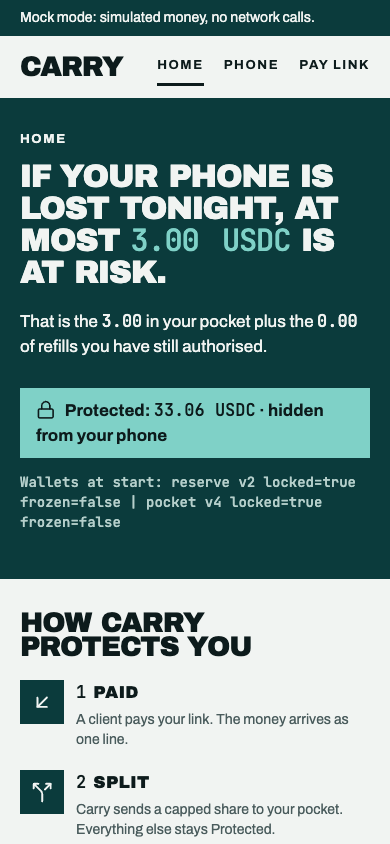 Mock mode: simulated money, no network calls.
CARRY
HOME PHONE PAY LINK
HOME
IF YOUR PHONE IS
LOST TONIGHT, AT
MOST 3.00 USDC IS
AT RISK.
That is the 3.00 in your pocket plus the 0.00
of refills you have still authorised.
Protected: 33.06 USDC · hidden
from your phone
Wallets at start: reserve v2 locked=true
frozen=false | pocket v4 locked=true
frozen=false
HOW CARRY
PROTECTS YOU
1 PAID
A client pays your link. The money arrives as
one line.
2 SPLIT
Carry sends a capped share to your pocket.
Everything else stays Protected.